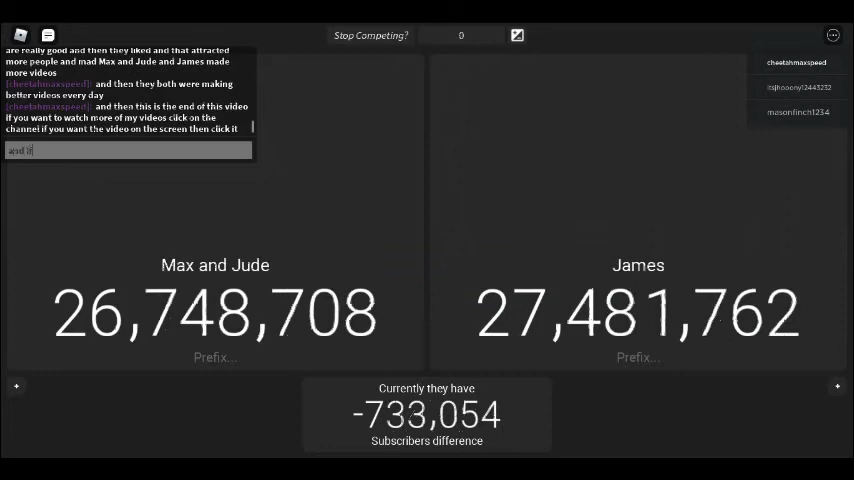 Stop Competing?
0
are really good and then they liked and that attracted
more people and mad Max and Jude and James made
more videos
[cheetahmaxspeed]: and then they both were making
better videos every day
[cheetahmaxspeed]: and then this is the end of this video
if you want to watch more of my videos click on the
channel if you want the video on the screen then click it
and if
cheetahmaxspeed
itsjhooony12443232
masonfinch1234
Max and Jude
26,748,708
Prefix...
James
27,481,762
Prefix...
Currently they have
-733,054
Subscribers difference